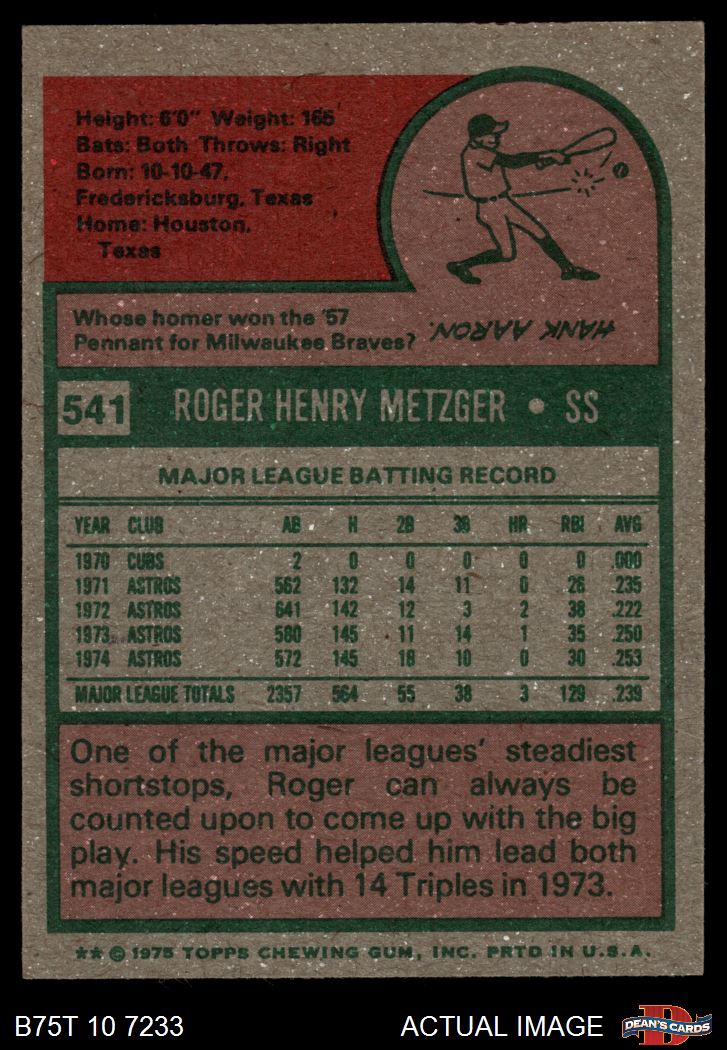 Height: 6'0" Weight: 165
Bats: Both Throws: Right
Born: 10-10-47,
Fredericksburg, Texas
Home: Houston,
Texas
Whose homer won the '57
Pennant for Milwaukee Braves?
HANK AARON.
541 ROGER HENRY METZGER • SS
MAJOR LEAGUE BATTING RECORD
YEAR CLUB AB H 2B 3B HR RBI AVG
1970 CUBS 2 0 0 0 0 0 .000
1971 ASTROS 562 132 14 11 0 26 .235
1972 ASTROS 641 142 12 3 2 38 .222
1973 ASTROS 580 145 11 14 1 35 .250
1974 ASTROS 572 145 18 10 0 30 .253
MAJOR LEAGUE TOTALS 2357 564 55 38 3 129 .239
One of the major leagues' steadiest
shortstops, Roger can always be
counted upon to come up with the big
play. His speed helped him lead both
major leagues with 14 Triples in 1973.
** © 1975 TOPPS CHEWING GUM, INC. PRTD IN U.S.A.
B75T 10 7233 ACTUAL IMAGE
D
DEAN'S CARDS